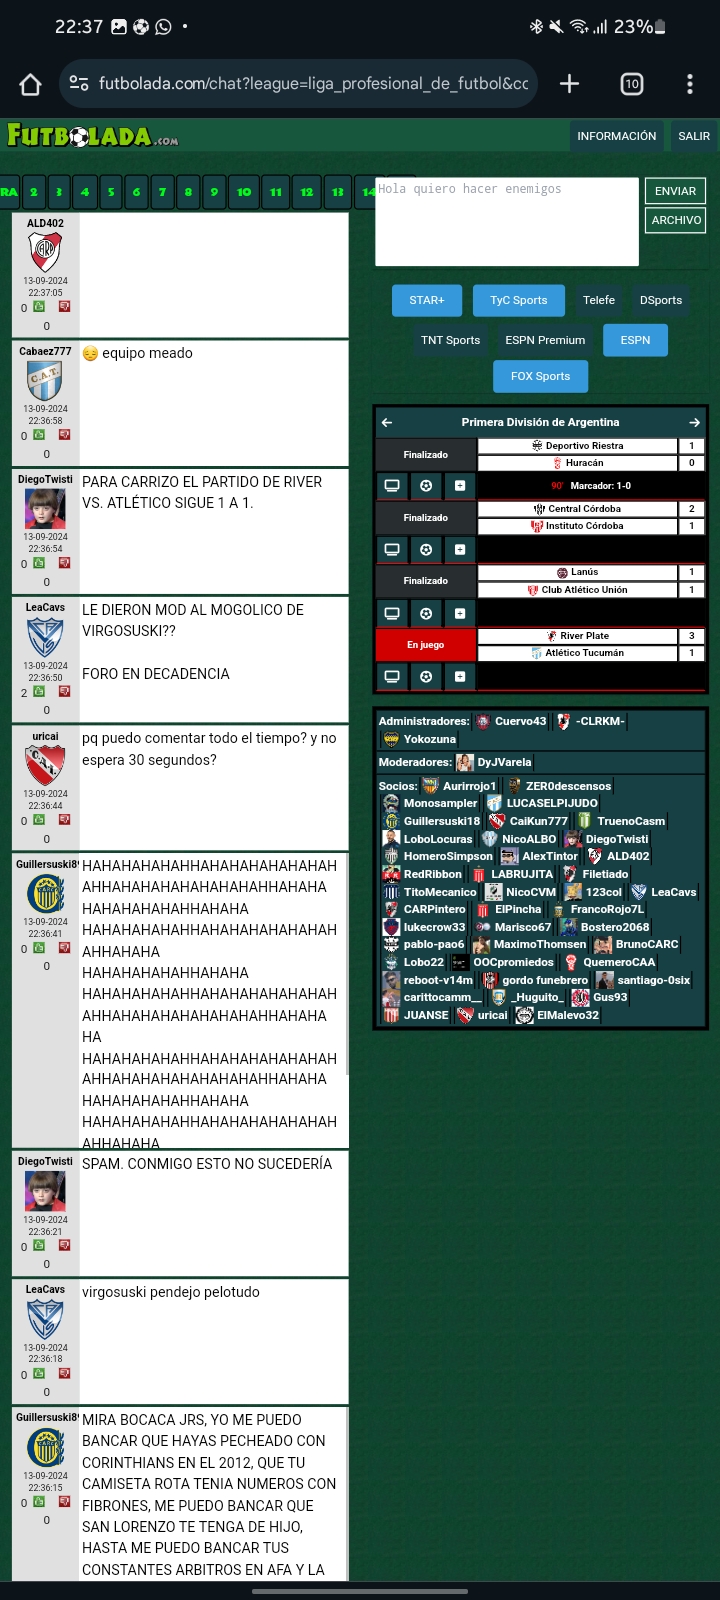 22:37
23%
futbolada.com/chat?league=liga_profesional_de_futbol&cc
10
FUTBOLADA.COM
INFORMACIÓN
SALIR
RA 2 3 4 5 6 7 8 9 10 11 12 13 14
Hola quiero hacer enemigos
ENVIAR
ARCHIVO
ALD402
13-09-2024
22:37:05
0
0
Cabaez777
😔 equipo meado
C.A.T.
13-09-2024
22:36:58
0
0
DiegoTwisti
PARA CARRIZO EL PARTIDO DE RIVER
VS. ATLÉTICO SIGUE 1 A 1.
13-09-2024
22:36:54
0
0
LeaCavs
LE DIERON MOD AL MOGOLICO DE
VIRGOSUSKI??
FORO EN DECADENCIA
13-09-2024
22:36:50
2
0
uricai
pq puedo comentar todo el tiempo? y no
espera 30 segundos?
13-09-2024
22:36:44
0
0
Guillersuski8
HAHAHAHAHAHHAHAHAHAHAHAHAH
AHHAHAHAHAHAHAHAHAHHAHAHA
HAHAHAHAHAHHAHAHA
HAHAHAHAHAHHAHAHAHAHAHAHAH
AHHAHAHA
HAHAHAHAHAHHAHAHA
HAHAHAHAHAHHAHAHAHAHAHAHAH
AHHAHAHAHAHAHAHAHAHHAHAHA
HA
HAHAHAHAHAHHAHAHAHAHAHAHAH
AHHAHAHAHAHAHAHAHAHHAHAHA
HAHAHAHAHAHHAHAHA
HAHAHAHAHAHHAHAHAHAHAHAHAH
AHHAHAHA
13-09-2024
22:36:41
0
0
DiegoTwisti
SPAM. CONMIGO ESTO NO SUCEDERÍA
13-09-2024
22:36:21
0
0
LeaCavs
virgosuski pendejo pelotudo
13-09-2024
22:36:18
0
0
Guillersuski8
MIRA BOCACA JRS, YO ME PUEDO
BANCAR QUE HAYAS PECHEADO CON
CORINTHIANS EN EL 2012, QUE TU
CAMISETA ROTA TENIA NUMEROS CON
FIBRONES, ME PUEDO BANCAR QUE
SAN LORENZO TE TENGA DE HIJO,
HASTA ME PUEDO BANCAR TUS
CONSTANTES ARBITROS EN AFA Y LA
13-09-2024
22:36:15
0
0
STAR+ TyC Sports Telefe DSports
TNT Sports ESPN Premium ESPN
FOX Sports
Primera División de Argentina
Finalizado
Deportivo Riestra 1
Huracán 0
90' Marcador: 1-0
Finalizado
Central Córdoba 2
Instituto Córdoba 1
Finalizado
Lanús 1
Club Atlético Unión 1
En juego
River Plate 3
Atlético Tucumán 1
Administradores: Cuervo43 -CLRKM-
Yokozuna
Moderadores: DyJVarela
Socios: Aurirrojo1 ZER0descensos
Monosampler LUCASELPIJUDO
Guillersuski18 CaiKun777 TruenoCasm
LoboLocuras NicoALBO DiegoTwisti
HomeroSimpson AlexTintor ALD402
RedRibbon LABRUJITA Filetiado
TitoMecanico NicoCVM 123col LeaCavs
CARPintero ElPincha FrancoRojo7L
lukecrow33 Marisco67 Bostero2068
pablo-pao6 MaximoThomsen BrunoCARC
Lobo22 OOCpromiedos QuemeroCAA
reboot-v14m gordo funebrero santiago-0six
carittocamm__ _Huguito_ Gus93
JUANSE uricai ElMalevo32